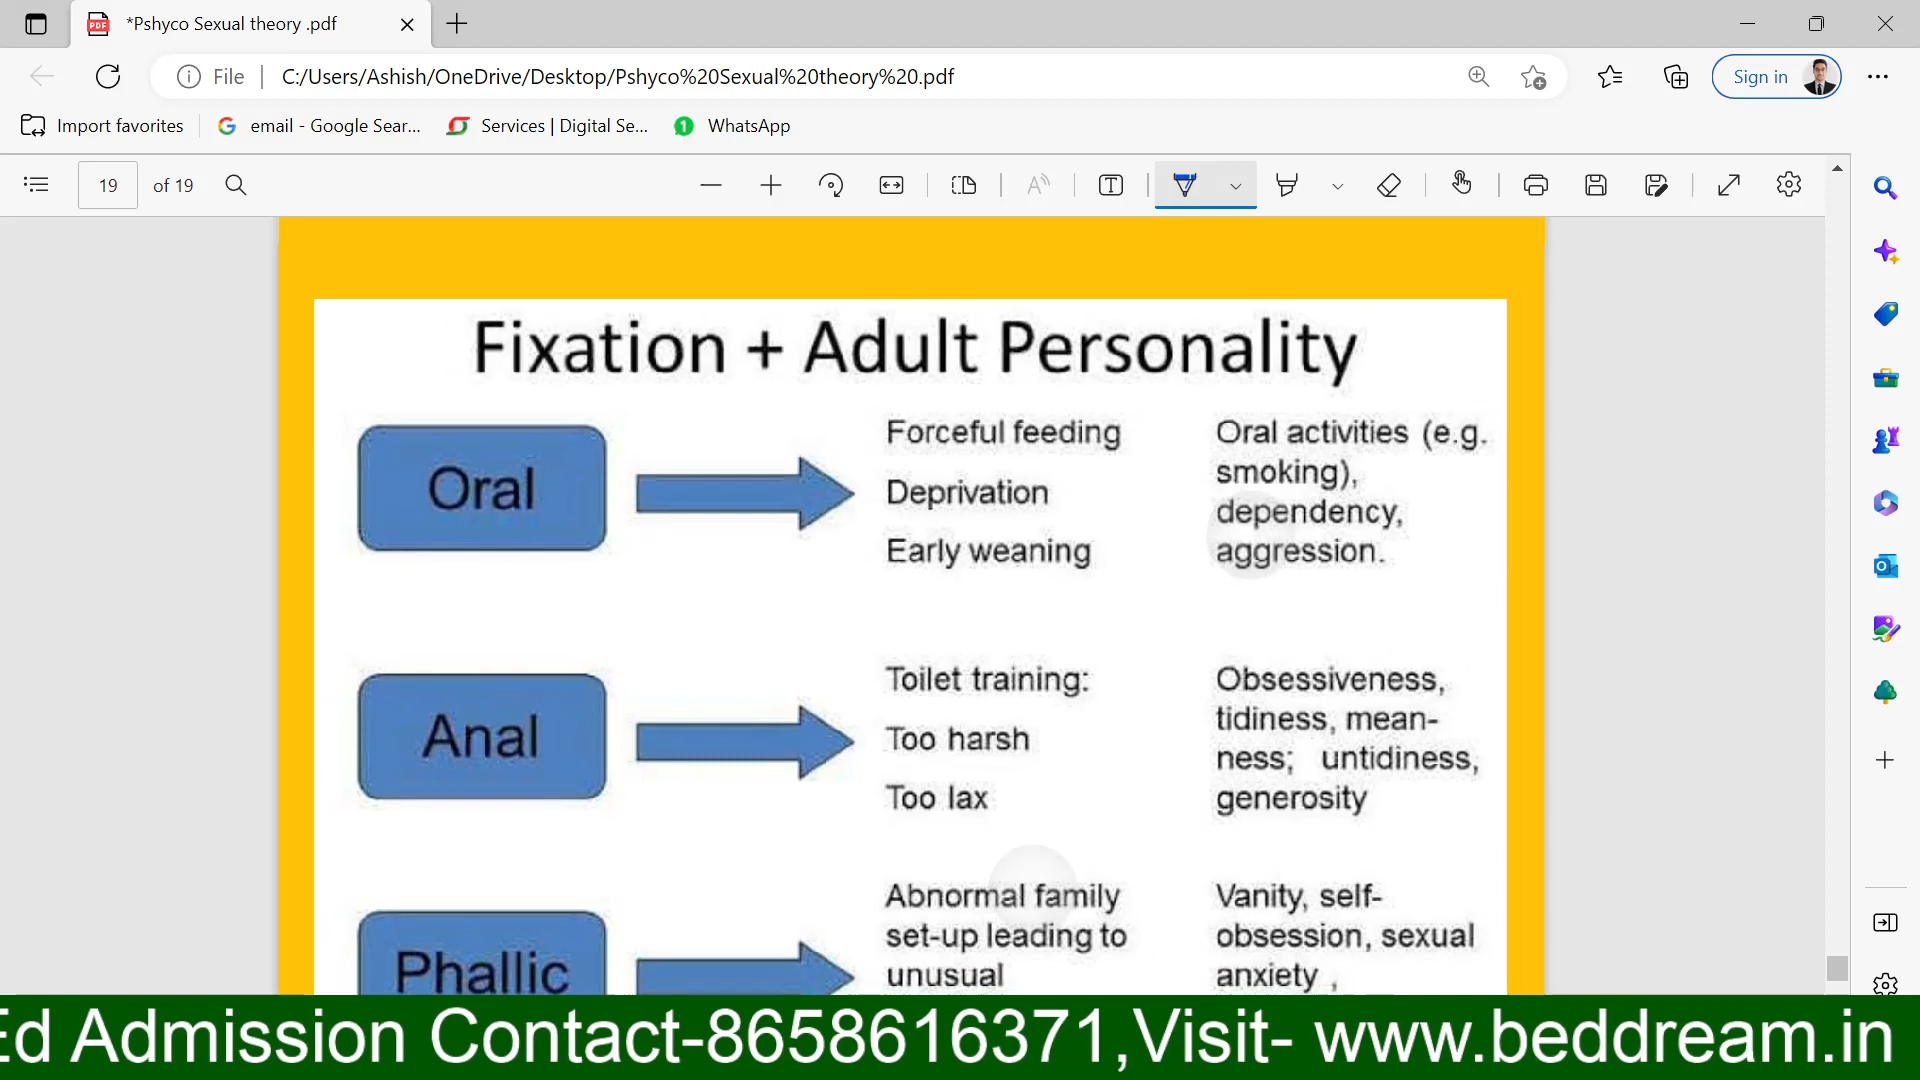 *Pshyco Sexual theory .pdf
File
C:/Users/Ashish/OneDrive/Desktop/Pshyco%20Sexual%20theory%20.pdf
Sign in
Import favorites
email - Google Sear...
Services | Digital Se...
WhatsApp
19
of 19
Fixation + Adult Personality
Oral
Forceful feeding
Deprivation
Early weaning
Oral activities (e.g.
smoking),
dependency,
aggression.
Anal
Toilet training:
Too harsh
Too lax
Obsessiveness,
tidiness, mean-
ness; untidiness,
generosity
Phallic
Abnormal family
set-up leading to
unusual
Vanity, self-
obsession, sexual
anxiety ,
Ed Admission Contact-8658616371,Visit- www.beddream.in